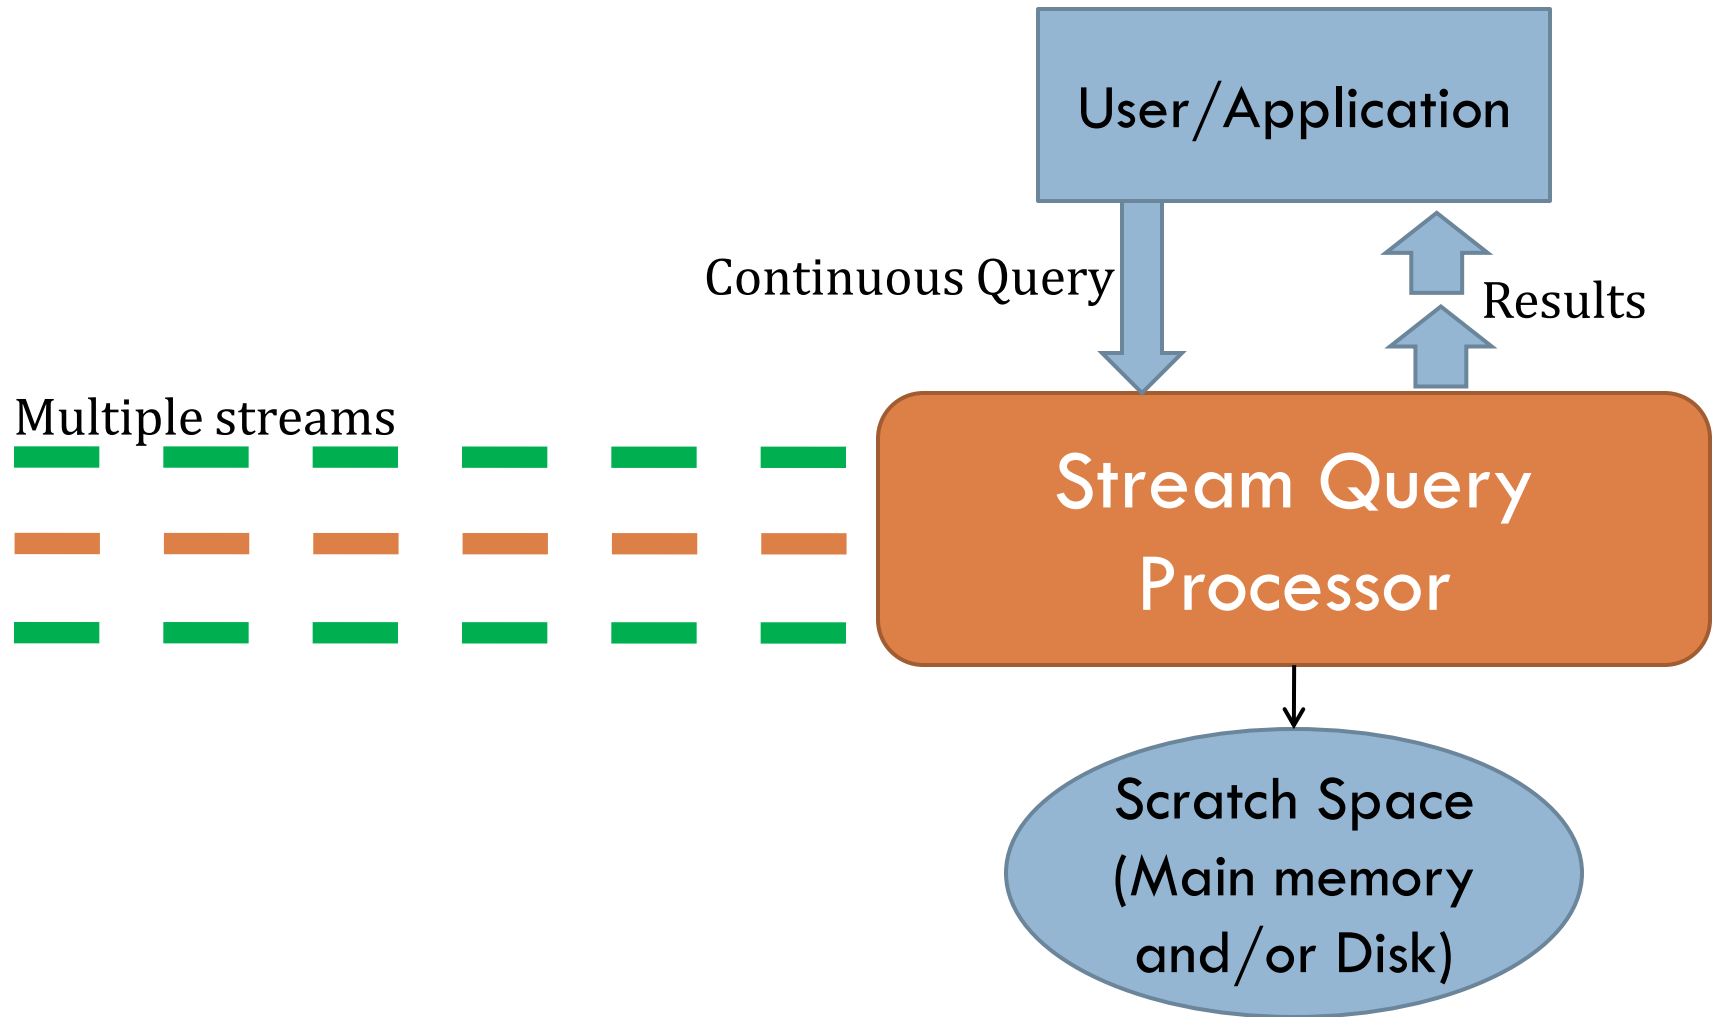 User/Application
Continuous Query
Results
Multiple streams
Stream Query
Processor
Scratch Space
(Main memory
and/or Disk)